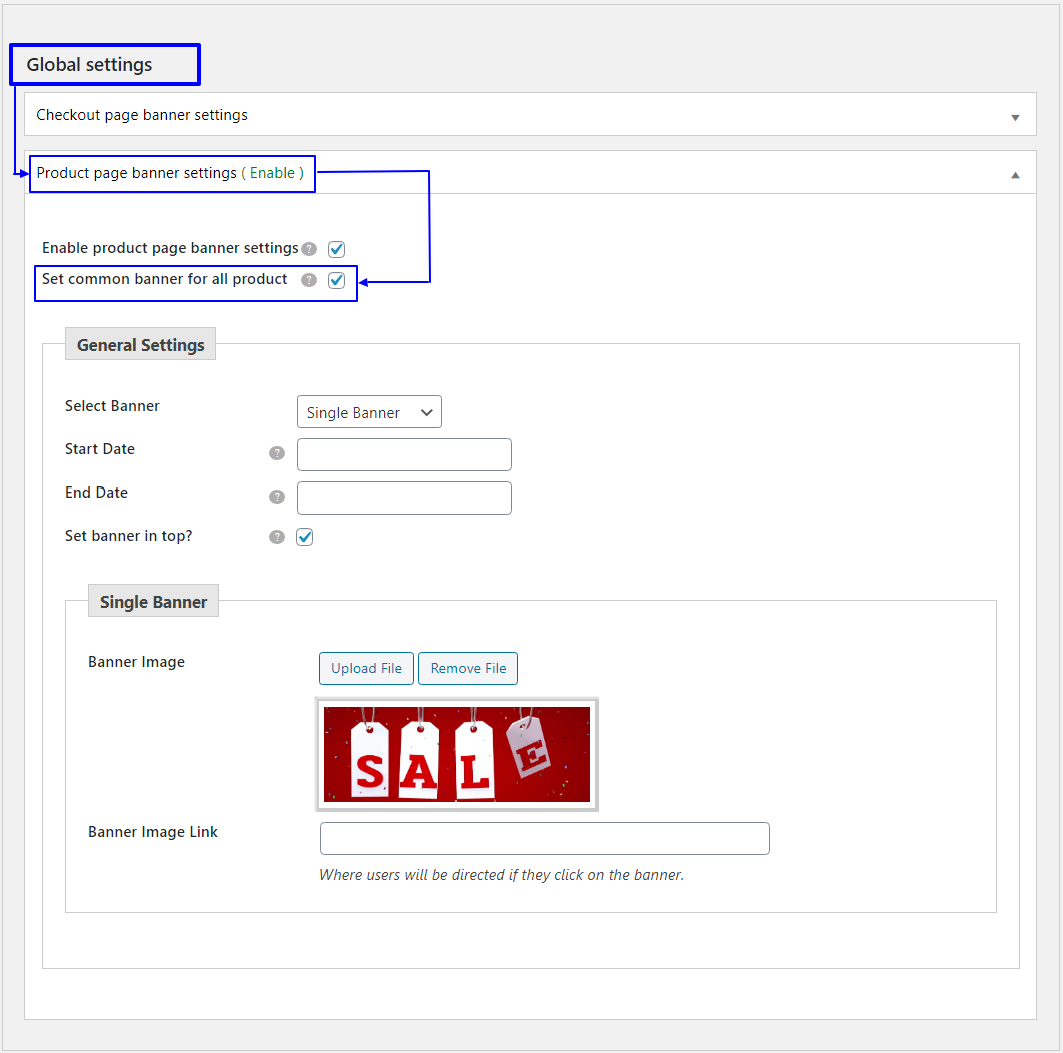 Global settings
Checkout page banner settings
Product page banner settings ( Enable )
Enable product page banner settings ?
Set common banner for all product ?
General Settings
Select Banner Single Banner
Start Date ?
End Date ?
Set banner in top? ?
Single Banner
Banner Image Upload File Remove File
SALE
Banner Image Link
Where users will be directed if they click on the banner.